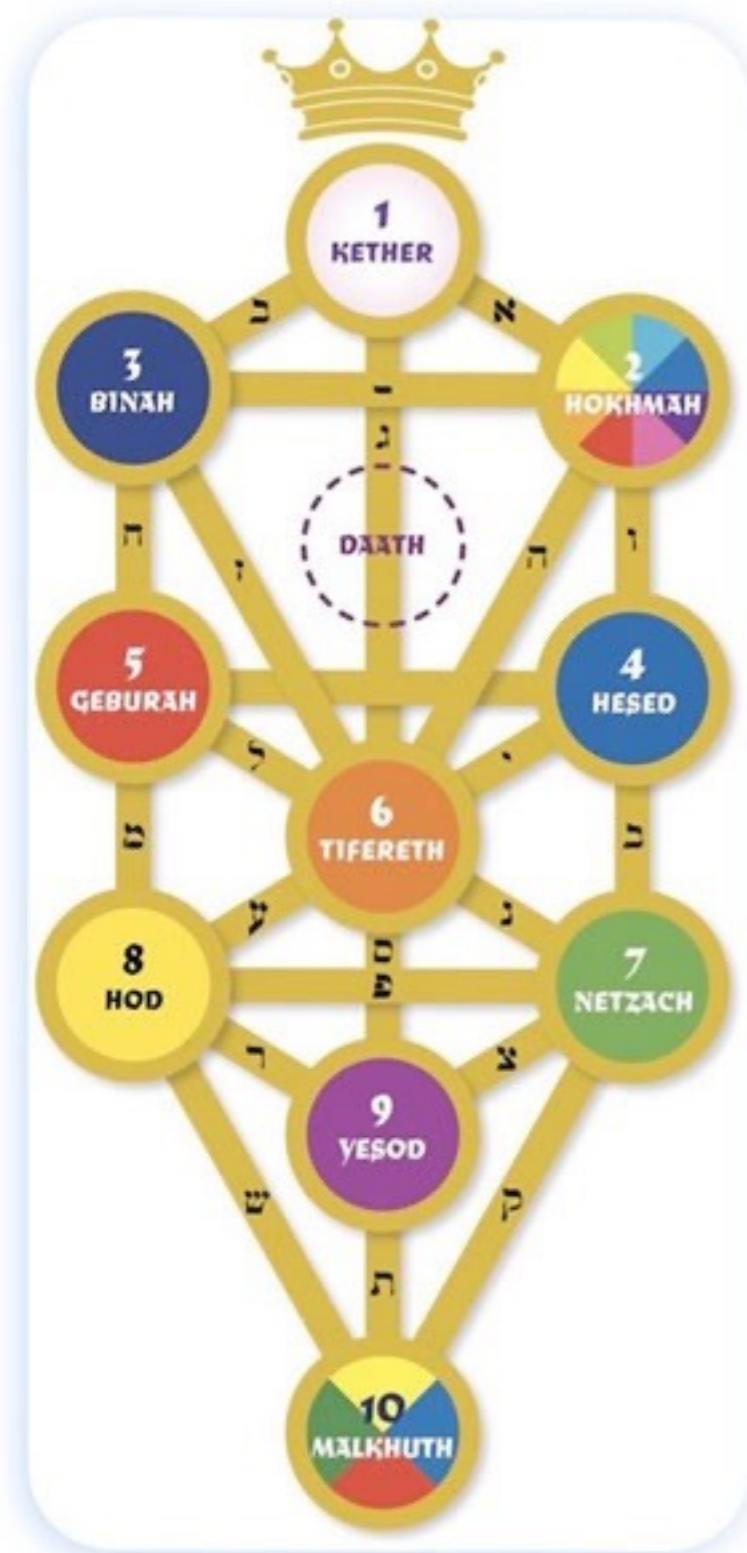 1
KETHER
א
3
BINAH
2
HOKHMAH
ג
DAATH
ח
ז
ה
ו
5
GEBURAH
4
HESED
ל
י
6
TIFERETH
ע
נ
8
HOD
7
NETZACH
ש
ר
צ
9
YESOD
ש
ק
ת
10
MALKHUTH